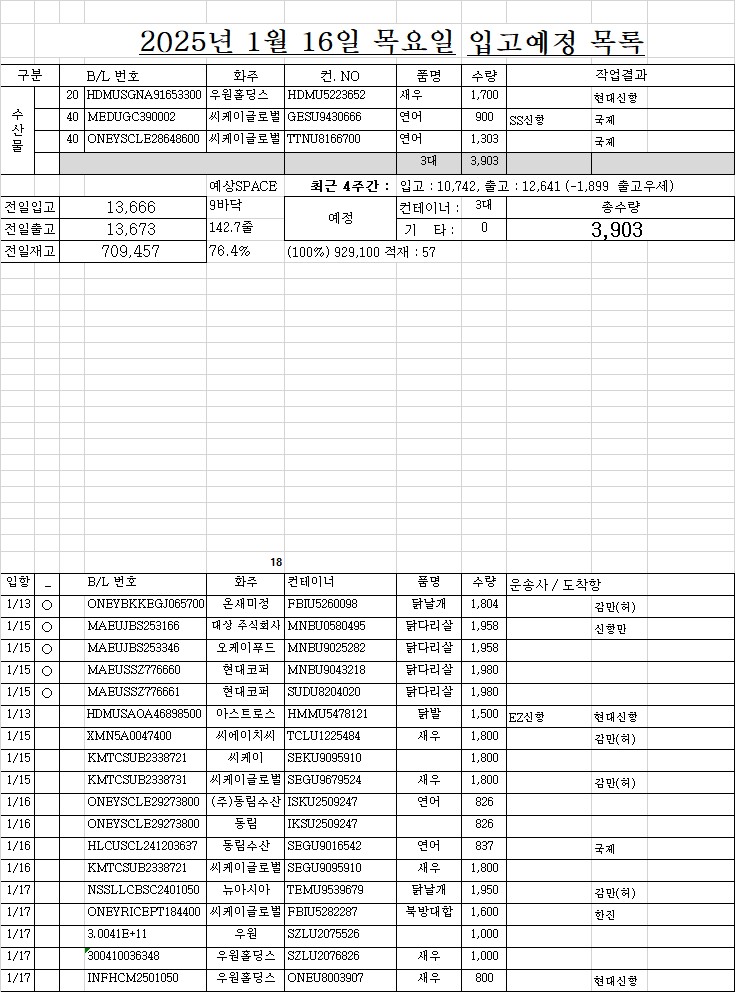 2025년 1월 16일 목요일 입고예정 목록
구분 B/L 번호 화주 컨. NO 품명 수량 작업결과
수산물
20 HDMUSGNA91653300 우원홀딩스 HDMU5223652 새우 1,700 현대신항
40 MEDUGC390002 씨케이글로벌 GESU9430666 연어 900 SS신항 국제
40 ONEYSCLE28648600 씨케이글로벌 TTNU8166700 연어 1,303 국제
3대 3,903
예상SPACE 최근 4주간 : 입고 : 10,742, 출고 : 12,641 (-1,899 출고우세)
전일입고 13,666 9바닥 예정 컨테이너 : 3대 총수량
전일출고 13,673 142.7줄 기 타 : 0 3,903
전일재고 709,457 76.4% (100%) 929,100 적재 : 57
18
입항 _ B/L 번호 화주 컨테이너 품명 수량 운송사 / 도착항
1/13 ○ ONEYBKKEGJ065700 온새미정 FBIU5260098 닭날개 1,804 감만(허)
1/15 ○ MAEUJBS253166 대상 주식회사 MNBU0580495 닭다리살 1,958 신항만
1/15 ○ MAEUJBS253346 오케이푸드 MNBU9025282 닭다리살 1,958
1/15 ○ MAEUSSZ776660 현대코퍼 MNBU9043218 닭다리살 1,980
1/15 ○ MAEUSSZ776661 현대코퍼 SUDU8204020 닭다리살 1,980
1/13 HDMUSAOA46898500 아스트로스 HMMU5478121 닭발 1,500 EZ신항 현대신항
1/15 XMN5A0047400 씨에이치씨 TCLU1225484 새우 1,800 감만(허)
1/15 KMTCSUB2338721 씨케이 SEKU9095910 1,800
1/15 KMTCSUB2338731 씨케이글로벌 SEGU9679524 새우 1,800 감만(허)
1/16 ONEYSCLE29273800 (주)동림수산 ISKU2509247 연어 826
1/16 ONEYSCLE29273800 동림 IKSU2509247 826
1/16 HLCUSCL241203637 동림수산 SEGU9016542 연어 837 국제
1/16 KMTCSUB2338721 씨케이글로벌 SEGU9095910 새우 1,800
1/17 NSSLLCBSC2401050 뉴아시아 TEMU9539679 닭날개 1,950 감만(허)
1/17 ONEYRICEPT184400 씨케이글로벌 FBIU5282287 북방대합 1,600 한진
1/17 3.0041E+11 우원 SZLU2075526 1,000
1/17 300410036348 우원홀딩스 SZLU2076826 새우 1,000
1/17 INFHCM2501050 우원홀딩스 ONEU8003907 새우 800 현대신항